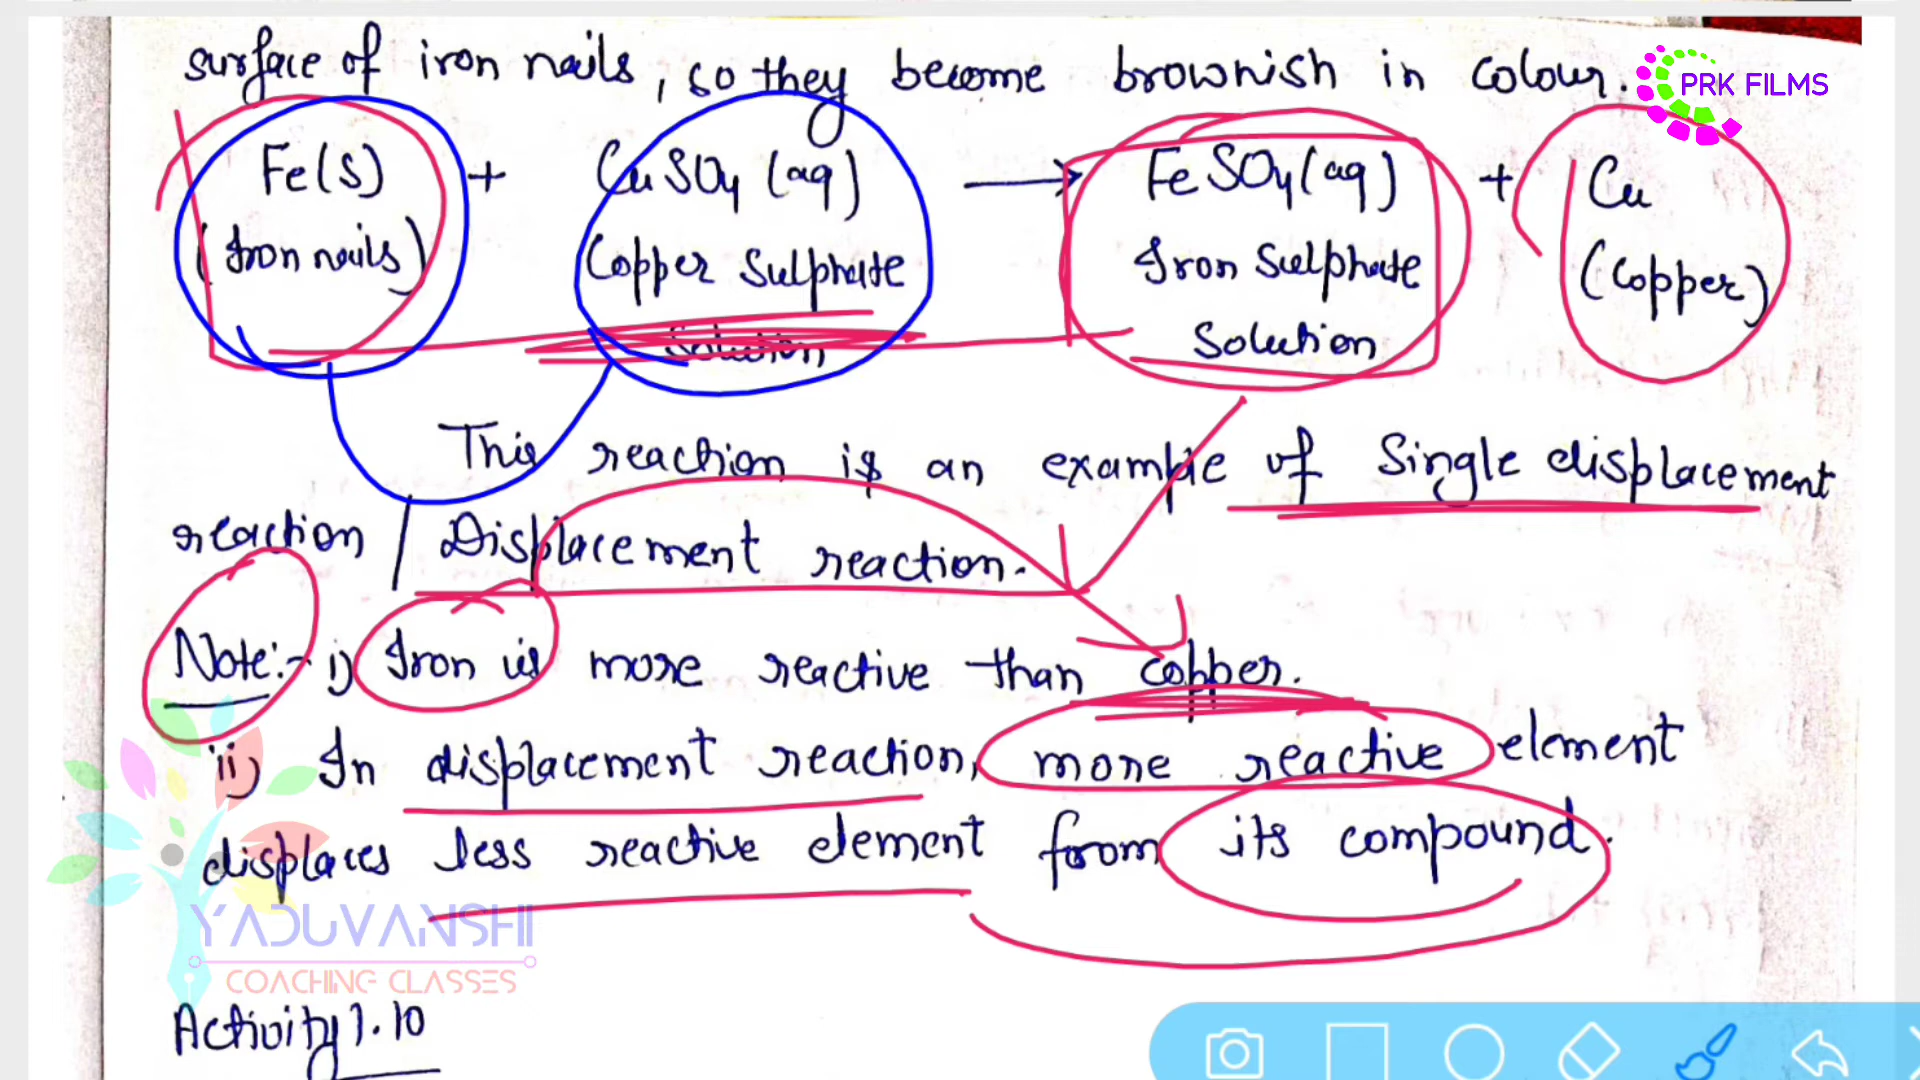 surface of iron nails, so they become brownish in colour.
PRK FILMS
Fe(s) + CuSO4 (aq) → FeSO4(aq) + Cu
(Iron nails) (Copper Sulphate Iron Sulphate (Copper)
Solution Solution
This reaction is an example of Single displacement
reaction / Displacement reaction.
Note:- i) Iron is more reactive than copper.
ii) In displacement reaction, more reactive element
displaces less reactive element from its compound.
YADUVANSHI
COACHING CLASSES
Activity 1.10